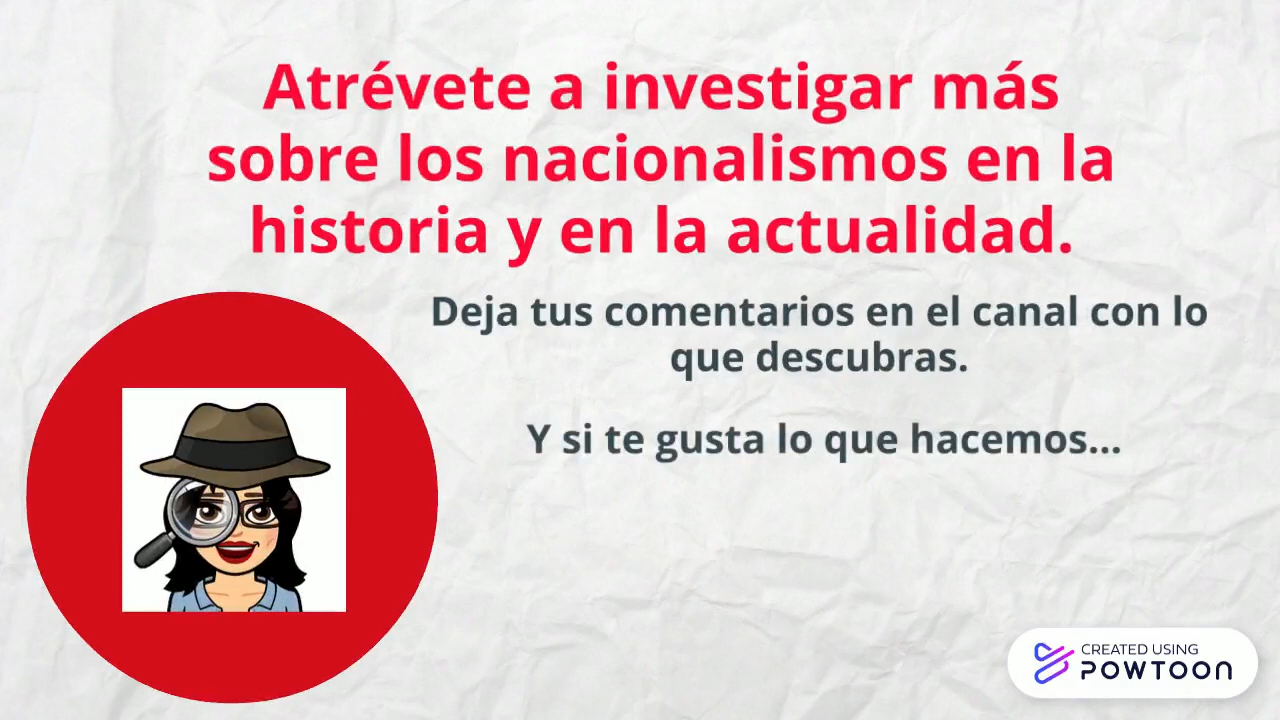 Atrévete a investigar más
sobre los nacionalismos en la
historia y en la actualidad.
Deja tus comentarios en el canal con lo
que descubras.
Y si te gusta lo que hacemos...
CREATED USING
POWTOON